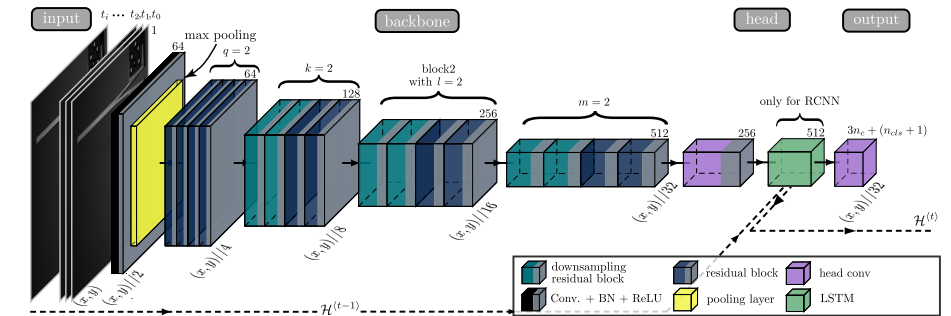 input
backbone
head
output
t_i ••• t_2, t_1, t_0
1
max pooling
64
q = 2
64
k = 2
128
block2
with l = 2
256
m = 2
512
256
only for RCNN
512
3n_c + (n_cls + 1)
(x, y)
(x, y)//2
(x, y)//4
(x, y)//8
(x, y)//16
(x, y)//32
(x, y)//32
H^(t)
H^(t−1)
downsampling
residual block
residual block
head conv
Conv. + BN + ReLU
pooling layer
LSTM